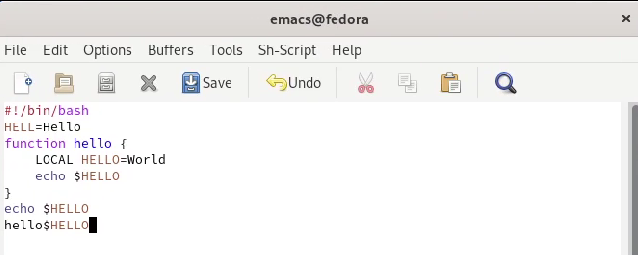 emacs@fedora
File Edit Options Buffers Tools Sh-Script Help
Save Undo
#!/bin/bash
HELL=Hello
function hello {
    LOCAL HELLO=World
    echo $HELLO
}
echo $HELLO
hello$HELLO